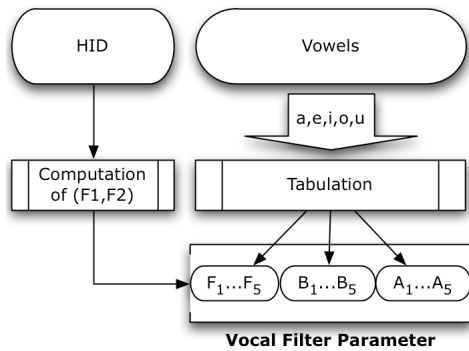 HID
Vowels
a,e,i,o,u
Computation
of (F1,F2)
Tabulation
F₁...F₅
B₁...B₅
A₁...A₅
Vocal Filter Parameter